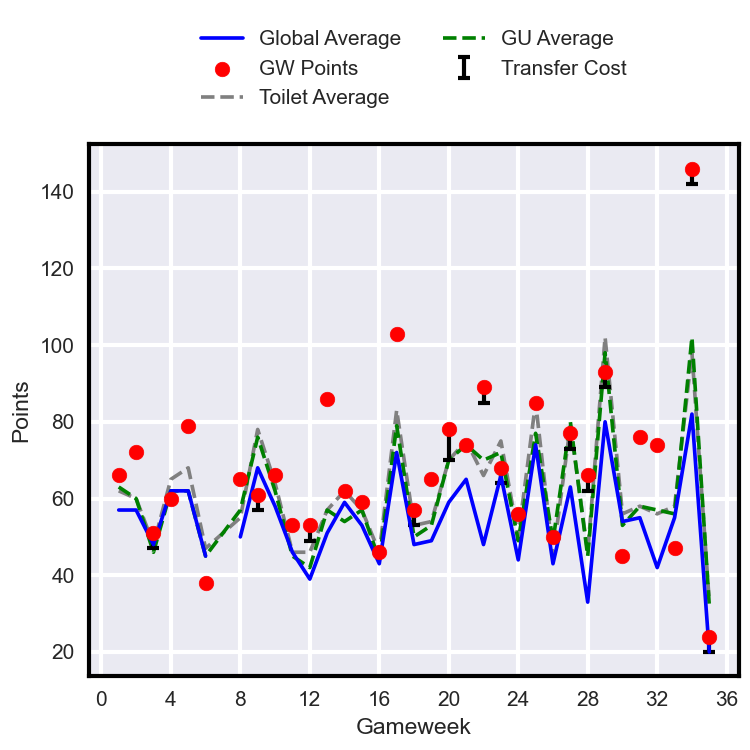 Global Average
GW Points
Toilet Average
GU Average
Transfer Cost
Points
140
120
100
80
60
40
20
0 4 8 12 16 20 24 28 32 36
Gameweek